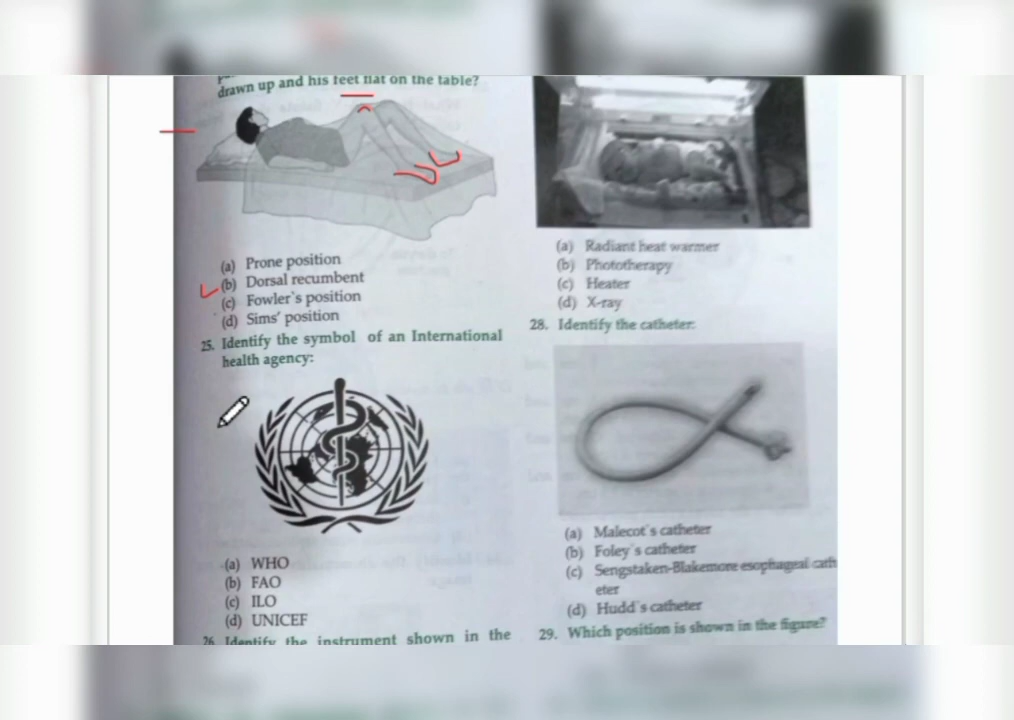 drawn up and his feet flat on the table?
(a) Prone position
(b) Dorsal recumbent
(c) Fowler's position
(d) Sims' position
25. Identify the symbol of an International
health agency:
(a) WHO
(b) FAO
(c) ILO
(d) UNICEF
26. Identify the instrument shown in the
(a) Radiant heat warmer
(b) Phototherapy
(c) Heater
(d) X-ray
28. Identify the catheter:
(a) Malecot's catheter
(b) Foley's catheter
(c) Sengstaken-Blakemore esophageal cath
eter
(d) Hudd's catheter
29. Which position is shown in the figure?